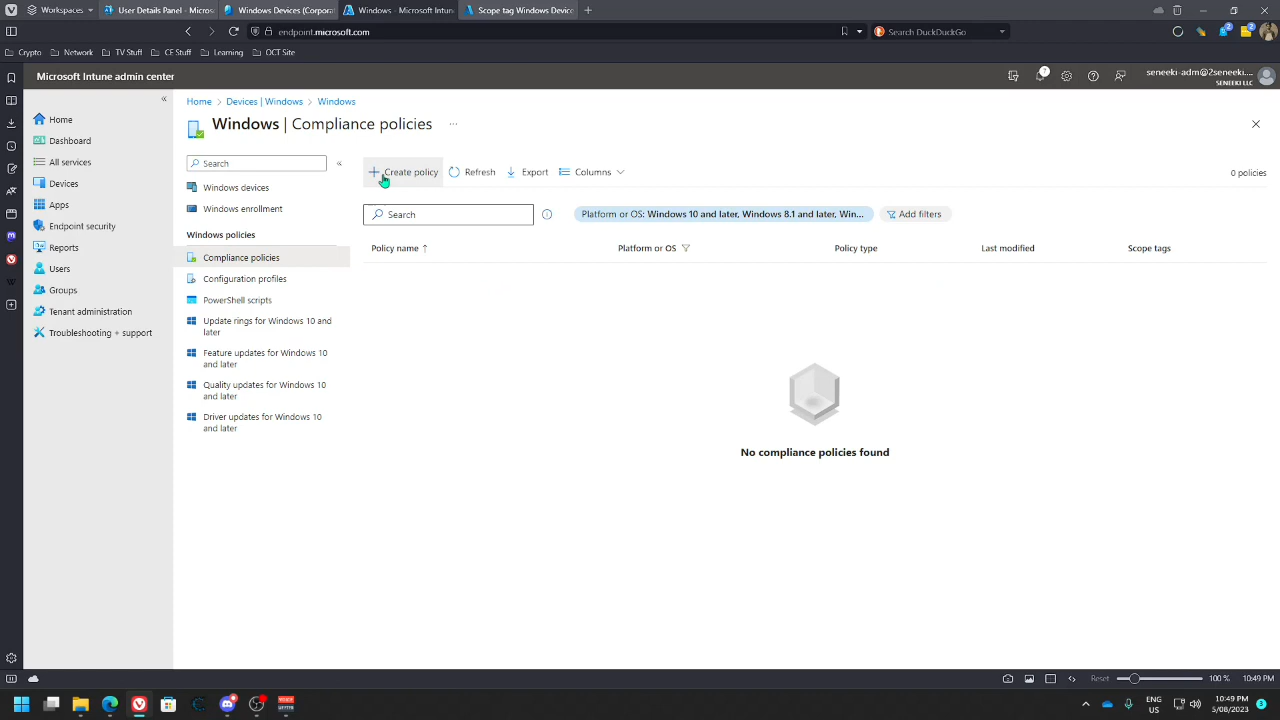 Workspaces
User Details Panel - Micros
Windows Devices (Corporat
Windows - Microsoft Intun
Scope tag Windows Device
endpoint.microsoft.com
Search DuckDuckGo
2
2
Crypto
Network
TV Stuff
CE Stuff
Learning
OCT Site
Microsoft Intune admin center
seneeki-adm@2seneeki....
SENEEKI LLC
Home > Devices | Windows > Windows
Windows | Compliance policies ...
Home
Dashboard
All services
Devices
Apps
Endpoint security
Reports
Users
Groups
Tenant administration
Troubleshooting + support
Search
Windows devices
Windows enrollment
Windows policies
Compliance policies
Configuration profiles
PowerShell scripts
Update rings for Windows 10 and
later
Feature updates for Windows 10
and later
Quality updates for Windows 10
and later
Driver updates for Windows 10
and later
Create policy
Refresh
Export
Columns
0 policies
Search
Platform or OS: Windows 10 and later, Windows 8.1 and later, Win...
Add filters
Policy name ↑
Platform or OS
Policy type
Last modified
Scope tags
No compliance policies found
Reset
100 %
10:49 PM
ENG
US
10:49 PM
5/08/2023
3